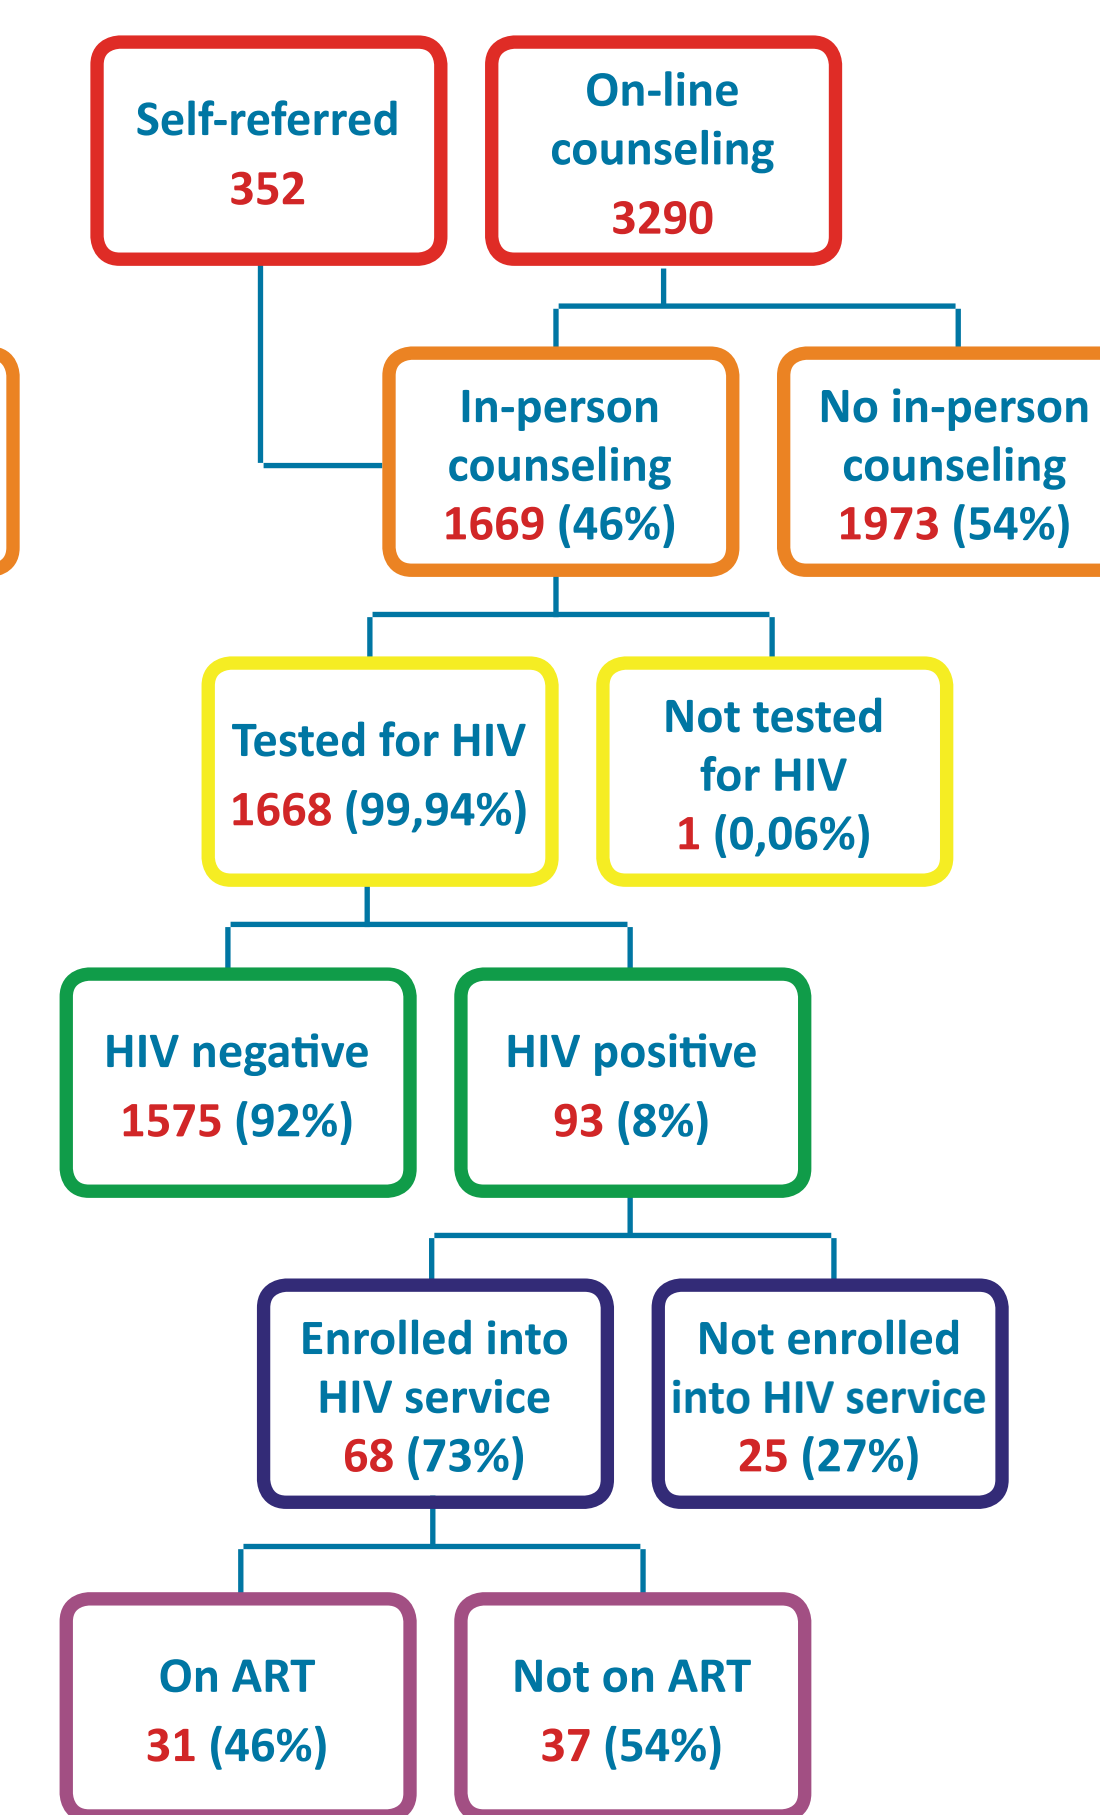 Self-referred
352
On-line
counseling
3290
In-person
counseling
1669 (46%)
No in-person
counseling
1973 (54%)
Tested for HIV
1668 (99,94%)
Not tested
for HIV
1 (0,06%)
HIV negative
1575 (92%)
HIV positive
93 (8%)
Enrolled into
HIV service
68 (73%)
Not enrolled
into HIV service
25 (27%)
On ART
31 (46%)
Not on ART
37 (54%)